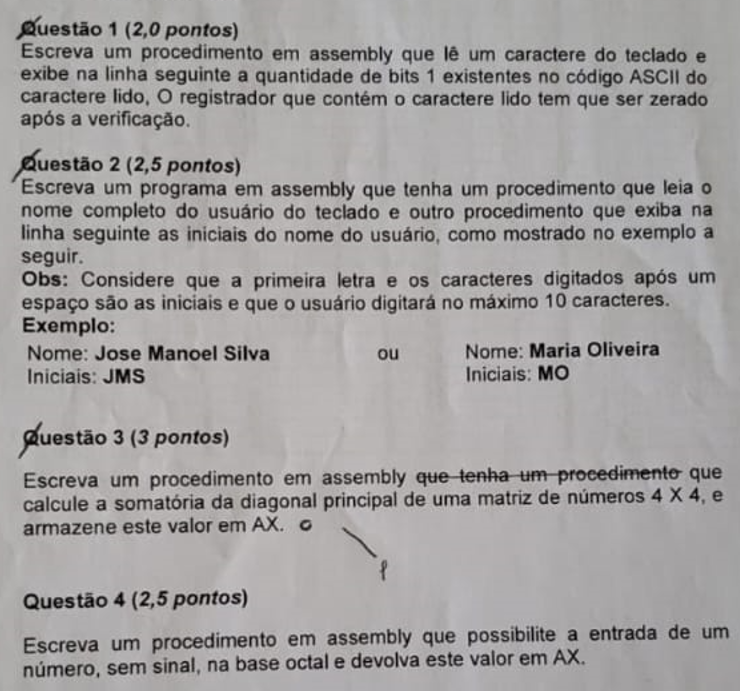 Questão 1 (2,0 pontos)
Escreva um procedimento em assembly que lê um caractere do teclado e
exibe na linha seguinte a quantidade de bits 1 existentes no código ASCII do
caractere lido, O registrador que contém o caractere lido tem que ser zerado
após a verificação.
Questão 2 (2,5 pontos)
Escreva um programa em assembly que tenha um procedimento que leia o
nome completo do usuário do teclado e outro procedimento que exiba na
linha seguinte as iniciais do nome do usuário, como mostrado no exemplo a
seguir.
Obs: Considere que a primeira letra e os caracteres digitados após um
espaço são as iniciais e que o usuário digitará no máximo 10 caracteres.
Exemplo:
Nome: Jose Manoel Silva ou Nome: Maria Oliveira
Iniciais: JMS Iniciais: MO
Questão 3 (3 pontos)
Escreva um procedimento em assembly que tenha um procedimento que
calcule a somatória da diagonal principal de uma matriz de números 4 X 4, e
armazene este valor em AX.
Questão 4 (2,5 pontos)
Escreva um procedimento em assembly que possibilite a entrada de um
número, sem sinal, na base octal e devolva este valor em AX.